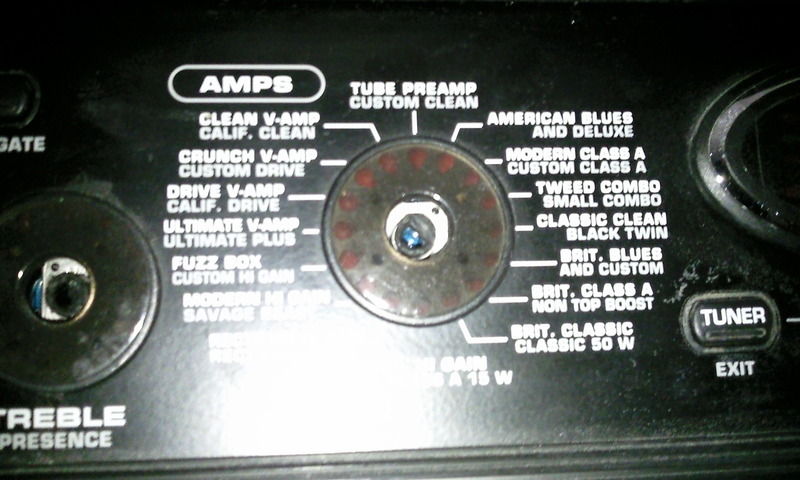 AMPS
TUBE PREAMP
CUSTOM CLEAN
CLEAN V-AMP
CALIF. CLEAN
AMERICAN BLUES
AND DELUXE
GATE
CRUNCH V-AMP
CUSTOM DRIVE
MODERN CLASS A
CUSTOM CLASS A
DRIVE V-AMP
CALIF. DRIVE
TWEED COMBO
SMALL COMBO
ULTIMATE V-AMP
ULTIMATE PLUS
CLASSIC CLEAN
BLACK TWIN
FUZZ BOX
CUSTOM HI GAIN
BRIT. BLUES
AND CUSTOM
MODERN HI GAIN
SAVAGE
BRIT. CLASS A
NON TOP BOOST
BRIT. CLASSIC
CLASSIC 50 W
GAIN
A 15 W
TUNER
EXIT
TREBLE
PRESENCE